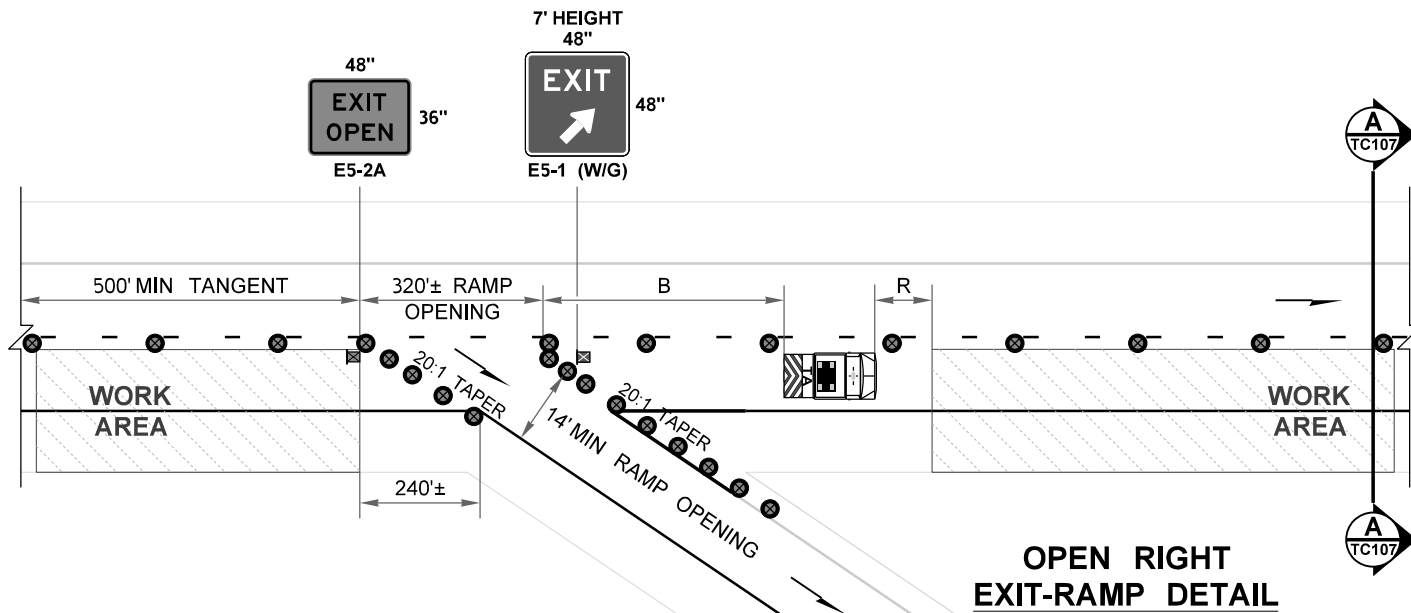 7' HEIGHT
48"
48"
EXIT
OPEN
36"
E5-2A
EXIT
48"
E5-1 (W/G)
A
TC107
500' MIN TANGENT
320'± RAMP
OPENING
B
R
20:1 TAPER
20:1 TAPER
14' MIN RAMP OPENING
WORK
AREA
WORK
AREA
240'±
A
TC107
OPEN RIGHT
EXIT-RAMP DETAIL